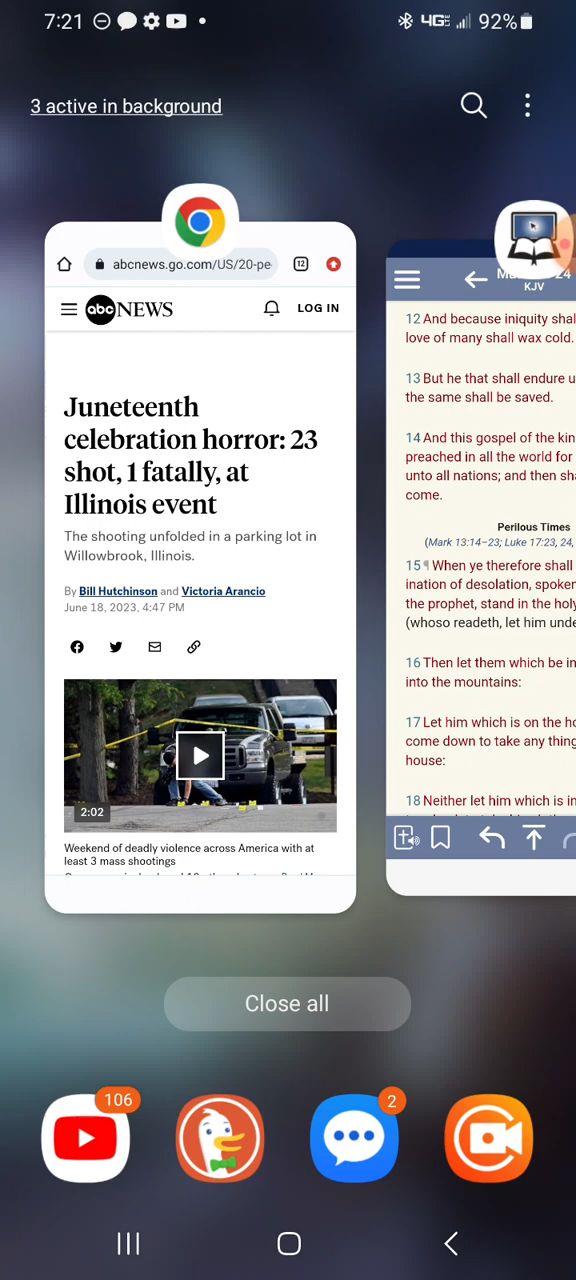 7:21
4G LTE 92%
3 active in background
abcnews.go.com/US/20-pe
12
abc NEWS
LOG IN
Juneteenth
celebration horror: 23
shot, 1 fatally, at
Illinois event
The shooting unfolded in a parking lot in
Willowbrook, Illinois.
By Bill Hutchinson and Victoria Arancio
June 18, 2023, 4:47 PM
2:02
Weekend of deadly violence across America with at
least 3 mass shootings
24
KJV
12 And because iniquity shal
love of many shall wax cold.
13 But he that shall endure u
the same shall be saved.
14 And this gospel of the kin
preached in all the world for
unto all nations; and then sha
come.
Perilous Times
(Mark 13:14–23; Luke 17:23, 24,
15 ¶ When ye therefore shall
ination of desolation, spoken
the prophet, stand in the holy
(whoso readeth, let him unde
16 Then let them which be in
into the mountains:
17 Let him which is on the ho
come down to take any thing
house:
18 Neither let him which is in
Close all
106
2